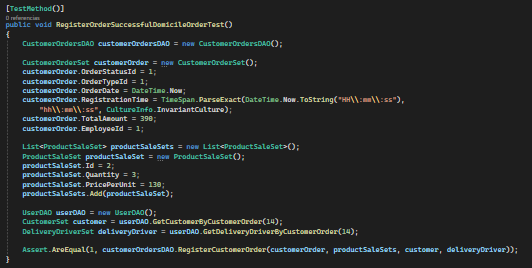 [TestMethod()]
0 referencias
public void RegisterOrderSuccessfulDomicileOrderTest()
{
CustomerOrdersDAO customerOrdersDAO = new CustomerOrdersDAO();
CustomerOrderSet customerOrder = new CustomerOrderSet();
customerOrder.OrderStatusId = 1;
customerOrder.OrderTypeId = 1;
customerOrder.OrderDate = DateTime.Now;
customerOrder.RegistrationTime = TimeSpan.ParseExact(DateTime.Now.ToString("HH\\:mm\\:ss"),
"hh\\:mm\\:ss", CultureInfo.InvariantCulture);
customerOrder.TotalAmount = 390;
customerOrder.EmployeeId = 1;
List<ProductSaleSet> productSaleSets = new List<ProductSaleSet>();
ProductSaleSet productSaleSet = new ProductSaleSet();
productSaleSet.Id = 2;
productSaleSet.Quantity = 3;
productSaleSet.PricePerUnit = 130;
productSaleSets.Add(productSaleSet);
UserDAO userDAO = new UserDAO();
CustomerSet customer = userDAO.GetCustomerByCustomerOrder(14);
DeliveryDriverSet deliveryDriver = userDAO.GetDeliveryDriverByCustomerOrder(14);
Assert.AreEqual(1, customerOrdersDAO.RegisterCustomerOrder(customerOrder, productSaleSets, customer, deliveryDriver));